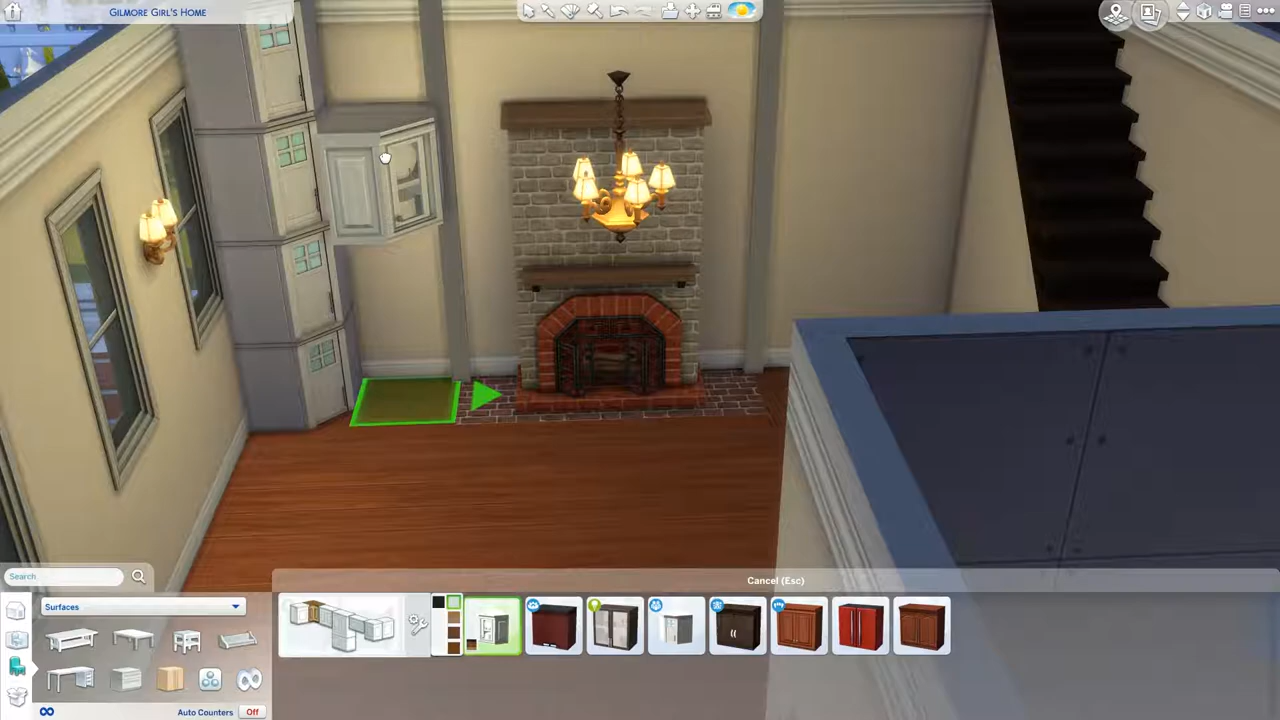 GILMORE GIRL'S HOME
Cancel (Esc)
Search
Surfaces
Auto Counters Off